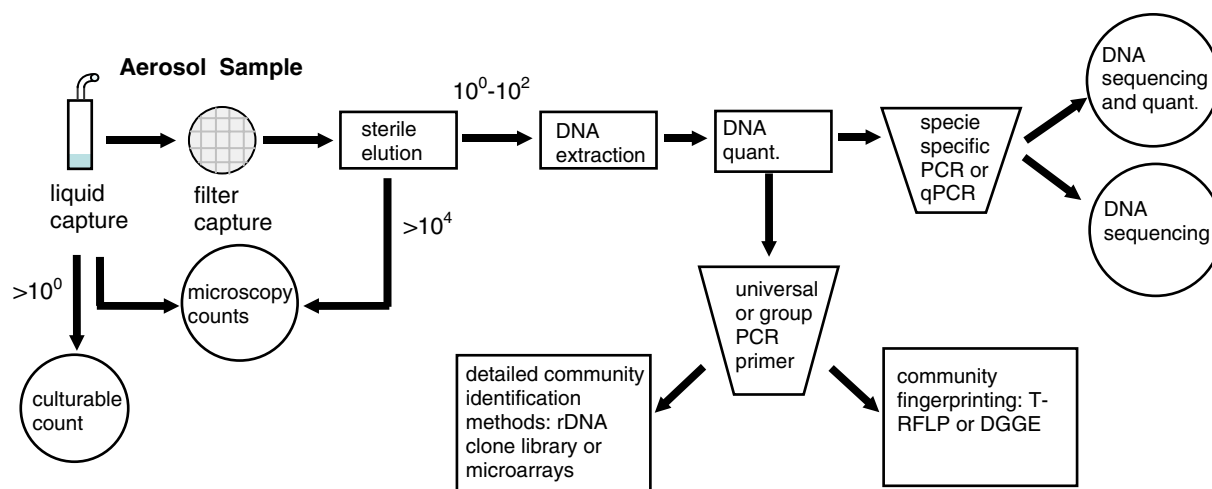 Aerosol Sample
liquid
capture
filter
capture
sterile
elution
10⁰-10²
DNA
extraction
DNA
quant.
specie
specific
PCR or
qPCR
DNA
sequencing
and quant.
DNA
sequencing
>10⁴
>10⁰
microscopy
counts
culturable
count
universal
or group
PCR
primer
detailed community
identification
methods: rDNA
clone library or
microarrays
community
fingerprinting: T-
RFLP or DGGE